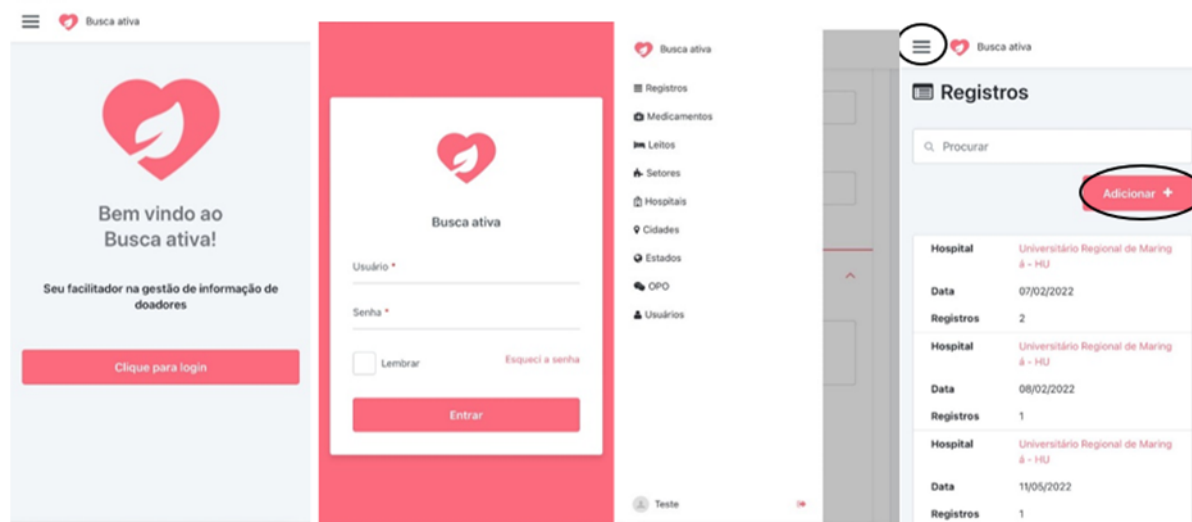 Busca ativa
Bem vindo ao
Busca ativa!
Seu facilitador na gestão de informação de
doadores
Clique para login
Busca ativa
Usuário *
Senha *
Lembrar
Esqueci a senha
Entrar
Busca ativa
Registros
Medicamentos
Leitos
Setores
Hospitais
Cidades
Estados
OPO
Usuários
Teste
Busca ativa
Registros
Procurar
Adicionar +
Hospital Universitário Regional de Maring
á - HU
Data 07/02/2022
Registros 2
Hospital Universitário Regional de Maring
á - HU
Data 08/02/2022
Registros 1
Hospital Universitário Regional de Maring
á - HU
Data 11/05/2022
Registros 1